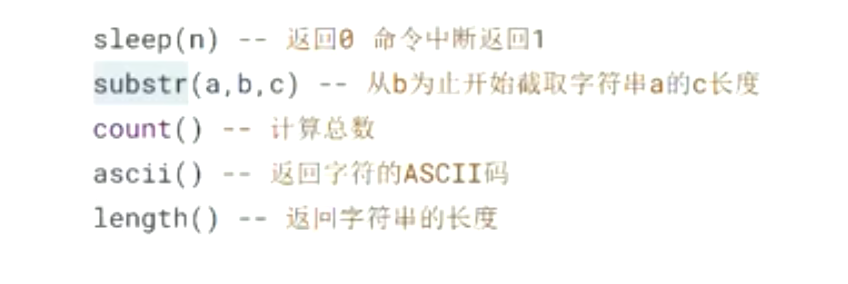 sleep(n) -- 返回0 命令中断返回1
substr(a,b,c) -- 从b为止开始截取字符串a的c长度
count() -- 计算总数
ascii() -- 返回字符的ASCII码
length() -- 返回字符串的长度